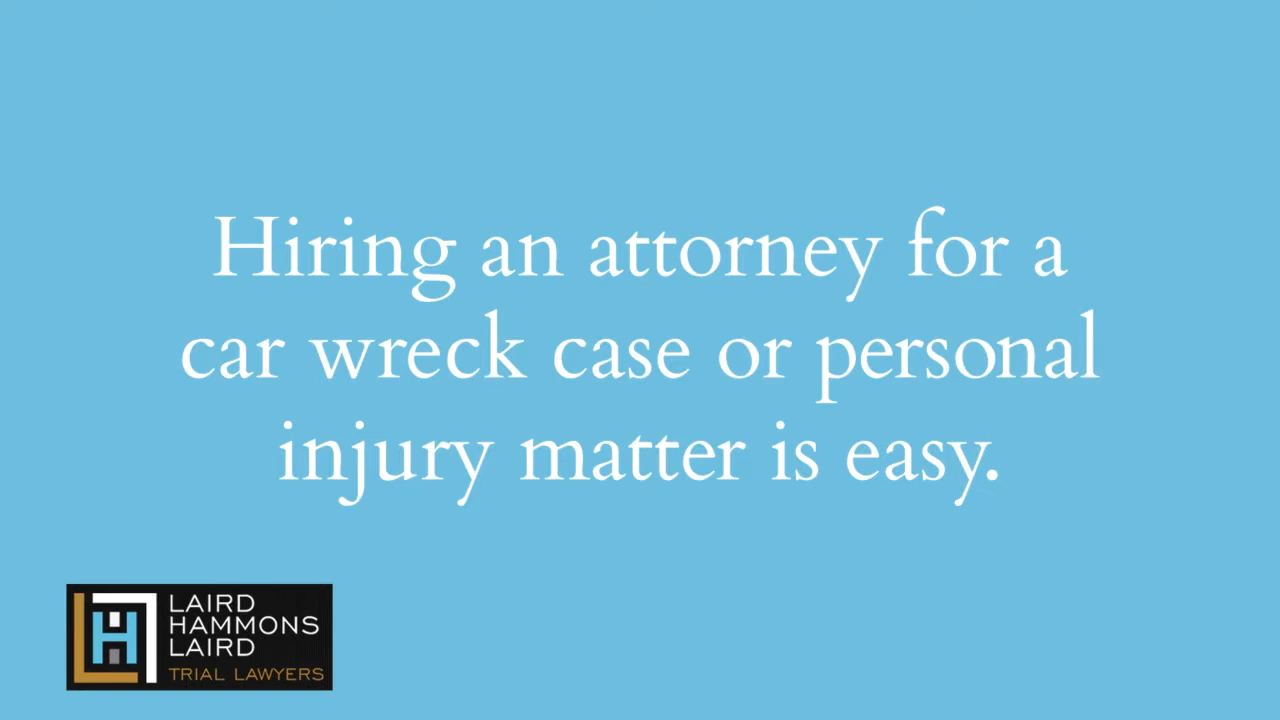 Hiring an attorney for a
car wreck case or personal
injury matter is easy.
LAIRD
HAMMONS
LAIRD
TRIAL LAWYERS